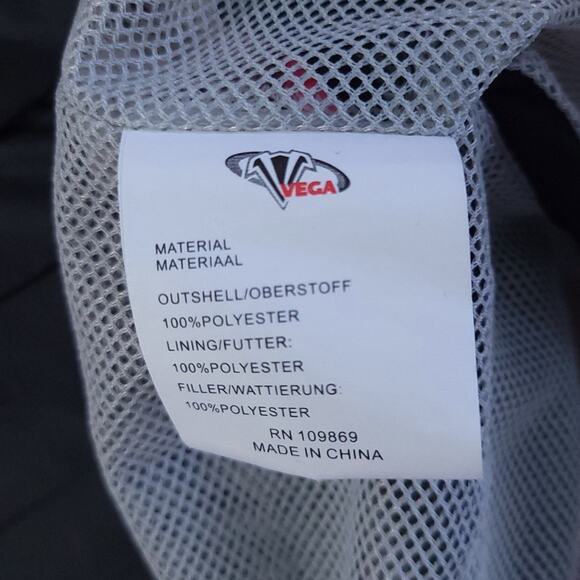 VEGA
MATERIAL
MATERIAAL
OUTSHELL/OBERSTOFF
100%POLYESTER
LINING/FUTTER:
100%POLYESTER
FILLER/WATTIERUNG:
100%POLYESTER
RN 109869
MADE IN CHINA